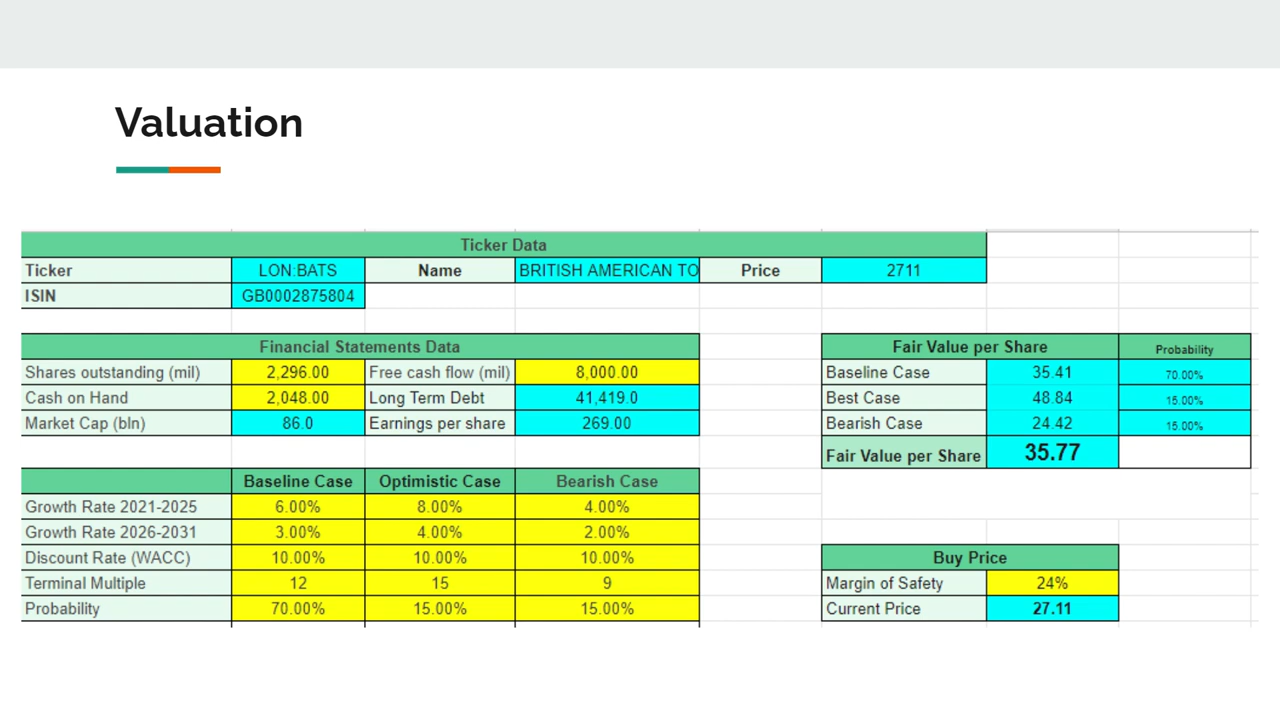 Valuation
Ticker Data
Ticker LON:BATS Name BRITISH AMERICAN TO Price 2711
ISIN GB0002875804
Financial Statements Data
Shares outstanding (mil) 2,296.00 Free cash flow (mil) 8,000.00
Cash on Hand 2,048.00 Long Term Debt 41,419.0
Market Cap (bln) 86.0 Earnings per share 269.00
Fair Value per Share Probability
Baseline Case 35.41 70.00%
Best Case 48.84 15.00%
Bearish Case 24.42 15.00%
Fair Value per Share 35.77
Baseline Case Optimistic Case Bearish Case
Growth Rate 2021-2025 6.00% 8.00% 4.00%
Growth Rate 2026-2031 3.00% 4.00% 2.00%
Discount Rate (WACC) 10.00% 10.00% 10.00%
Terminal Multiple 12 15 9
Probability 70.00% 15.00% 15.00%
Buy Price
Margin of Safety 24%
Current Price 27.11